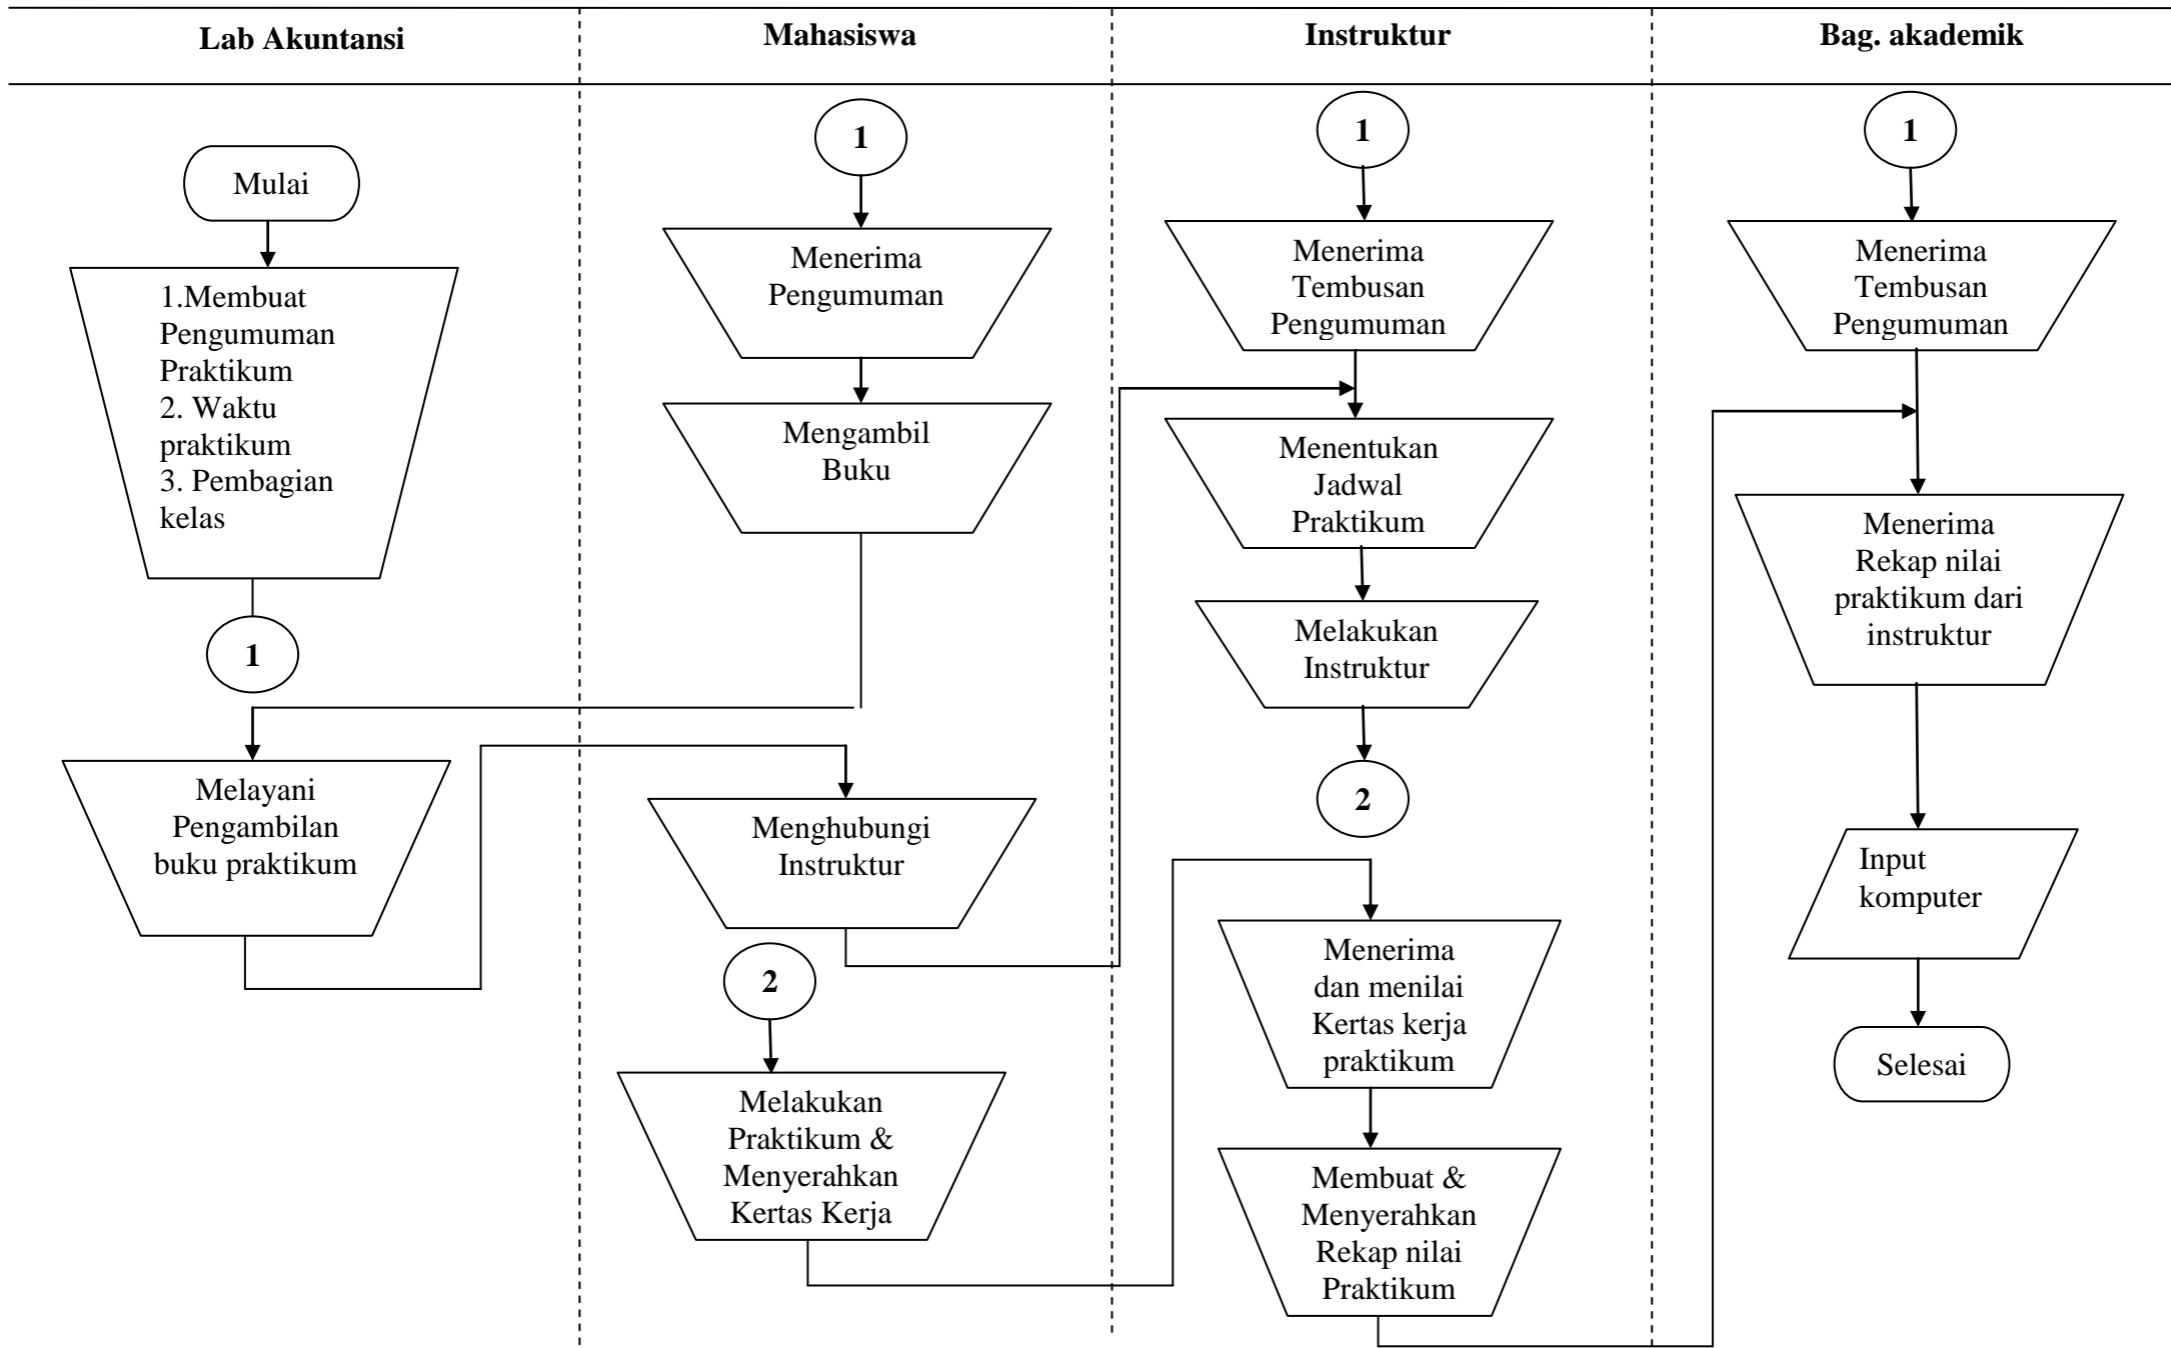 Lab Akuntansi
Mahasiswa
Instruktur
Bag. akademik
Mulai
1.Membuat
Pengumuman
Praktikum
2. Waktu
praktikum
3. Pembagian
kelas
1
Melayani
Pengambilan
buku praktikum
1
Menerima
Pengumuman
Mengambil
Buku
Menghubungi
Instruktur
2
Melakukan
Praktikum &
Menyerahkan
Kertas Kerja
1
Menerima
Tembusan
Pengumuman
Menentukan
Jadwal
Praktikum
Melakukan
Instruktur
2
Menerima
dan menilai
Kertas kerja
praktikum
Membuat &
Menyerahkan
Rekap nilai
Praktikum
1
Menerima
Tembusan
Pengumuman
Menerima
Rekap nilai
praktikum dari
instruktur
Input
komputer
Selesai